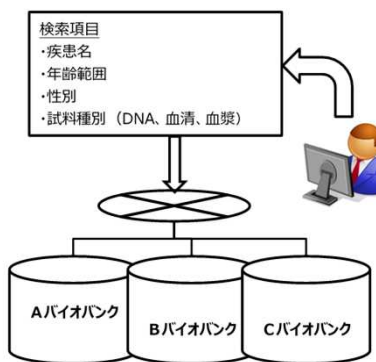 検索項目
・疾患名
・年齢範囲
・性別
・試料種別（DNA、血清、血漿）
Aバイオバンク
Bバイオバンク
Cバイオバンク